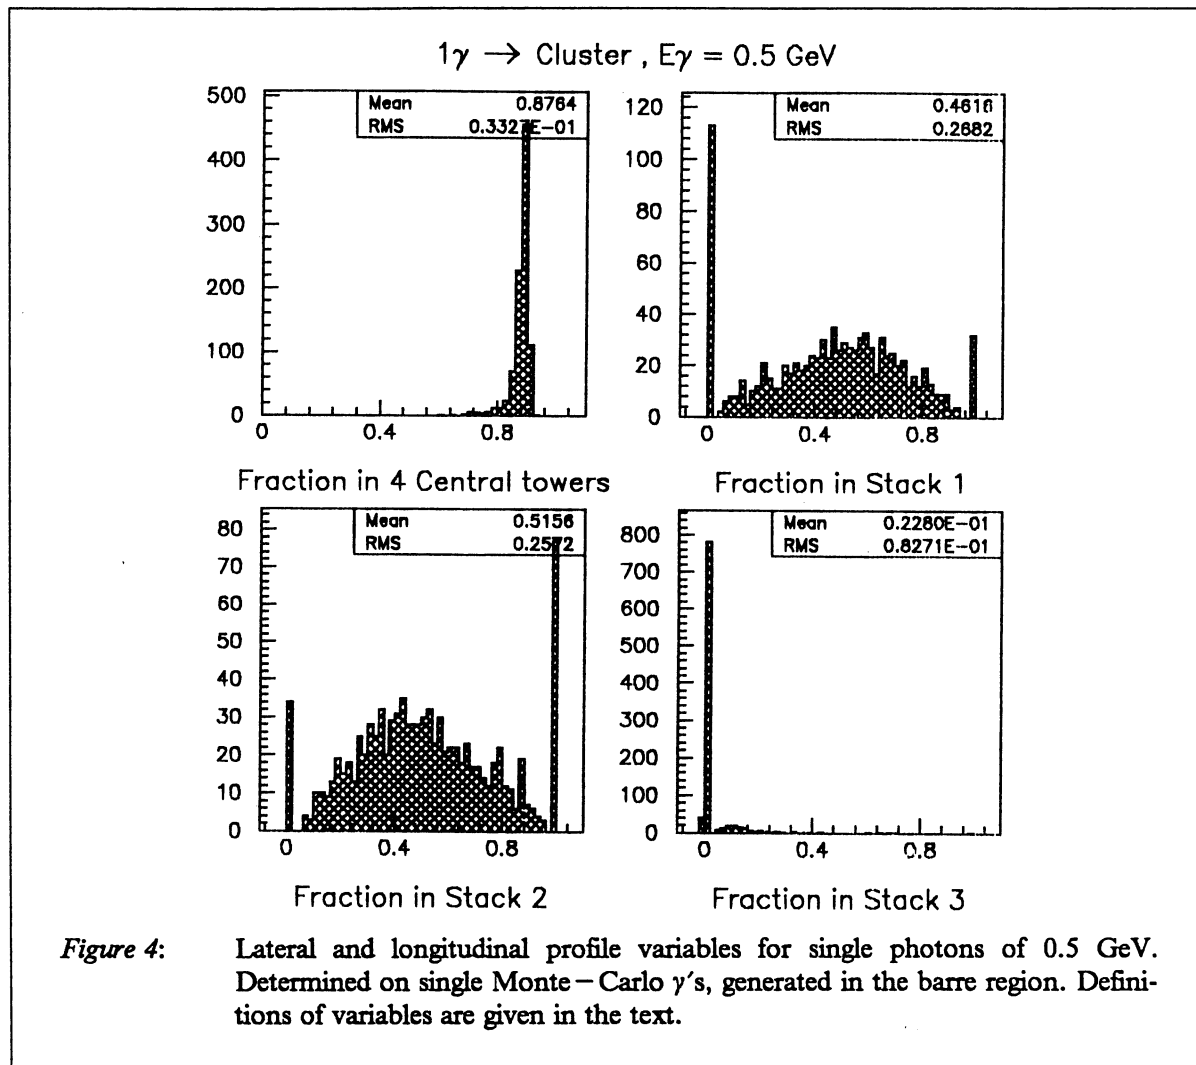 1γ → Cluster , Eγ = 0.5 GeV
Mean 0.8764
RMS 0.3327E-01
500
400
300
200
100
0
0 0.4 0.8
Fraction in 4 Central towers
Mean 0.4616
RMS 0.2682
120
100
80
60
40
20
0
0 0.4 0.8
Fraction in Stack 1
Mean 0.5156
RMS 0.2572
80
70
60
50
40
30
20
10
0
0 0.4 0.8
Fraction in Stack 2
Mean 0.2280E-01
RMS 0.8271E-01
800
700
600
500
400
300
200
100
0
0 0.4 0.8
Fraction in Stack 3
Figure 4: Lateral and longitudinal profile variables for single photons of 0.5 GeV.
Determined on single Monte−Carlo γ's, generated in the barre region. Defini-
tions of variables are given in the text.